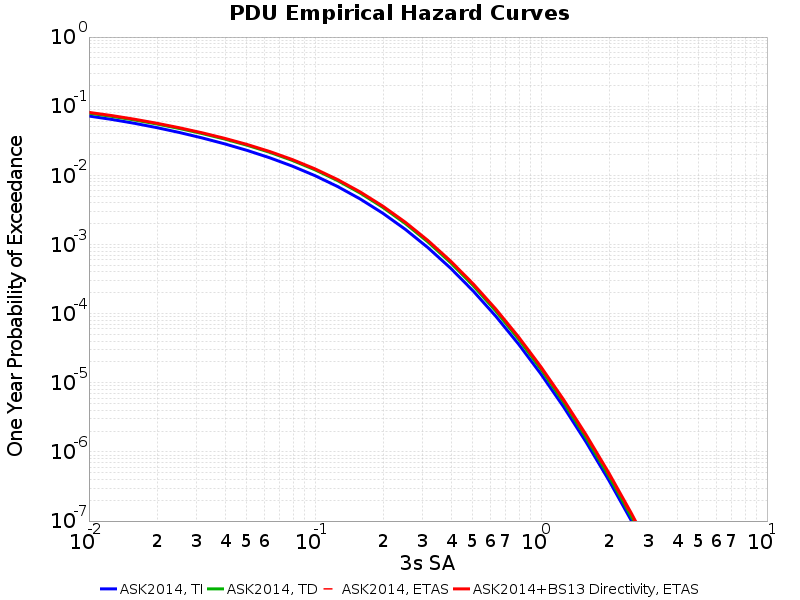 PDU Empirical Hazard Curves
One Year Probability of Exceedance
10^0
10^-1
10^-2
10^-3
10^-4
10^-5
10^-6
10^-7
10^-2 2 3 4 5 6 10^-1 2 3 4 5 6 7 10^0 2 3 4 5 6 7 10^1
3s SA
ASK2014, TI ASK2014, TD ASK2014, ETAS ASK2014+BS13 Directivity, ETAS